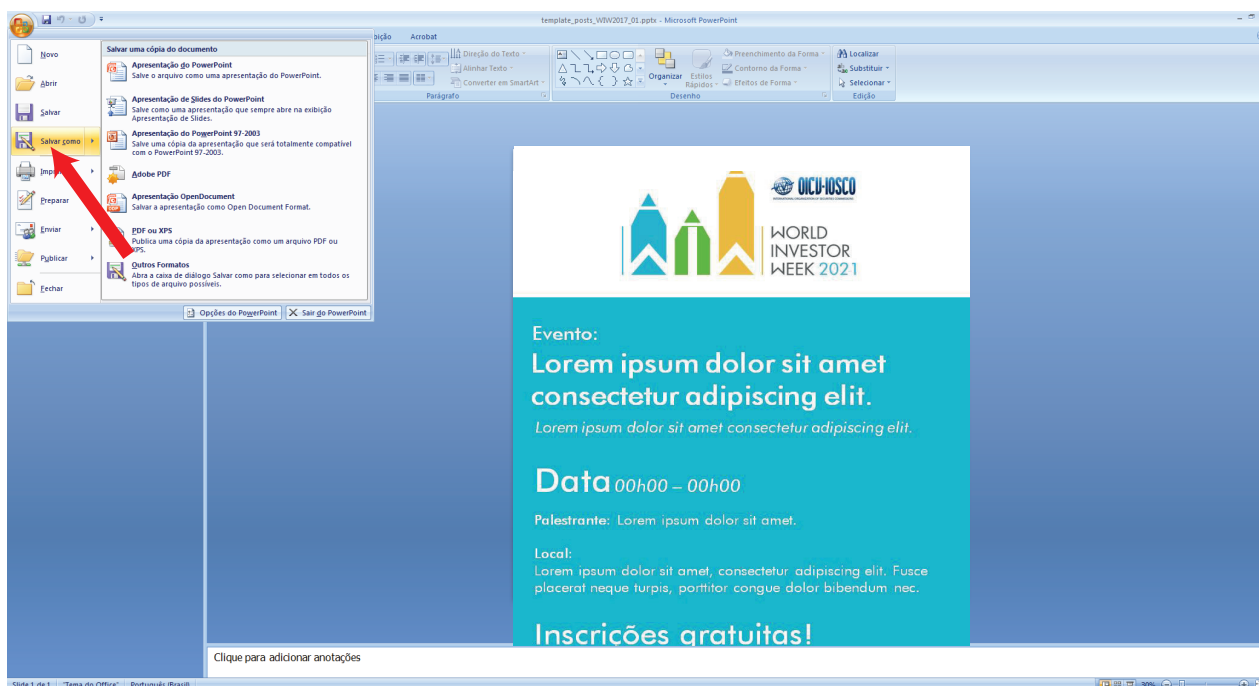 template_posts_WIW2017_01.pptx - Microsoft PowerPoint
bição Acrobat
Novo
Abrir
Salvar
Salvar como
Preparar
Enviar
Publicar
Fechar
Salvar uma cópia do documento
Apresentação do PowerPoint
Salve o arquivo como uma apresentação do PowerPoint.
Apresentação de Slides do PowerPoint
Salve como uma apresentação que sempre abre na exibição
Apresentação de Slides.
Apresentação do PowerPoint 97-2003
Salve uma cópia da apresentação que será totalmente compatível
com o PowerPoint 97-2003.
Adobe PDF
Apresentação OpenDocument
Salvar a apresentação como Open Document Format.
PDF ou XPS
Publica uma cópia da apresentação como um arquivo PDF ou
XPS.
Outros Formatos
Abra a caixa de diálogo Salvar como para selecionar em todos os
tipos de arquivo possíveis.
Opções do PowerPoint Sair do PowerPoint
Direção do Texto
Alinhar Texto
Converter em SmartArt
Parágrafo
Organizar
Estilos
Rápidos
Preenchimento da Forma
Contorno da Forma
Efeitos de Forma
Desenho
Localizar
Substituir
Selecionar
Edição
OICU-IOSCO
WORLD
INVESTOR
WEEK 2021
Evento:
Lorem ipsum dolor sit amet
consectetur adipiscing elit.
Lorem ipsum dolor sit amet consectetur adipiscing elit.
Data 00h00 – 00h00
Palestrante: Lorem ipsum dolor sit amet.
Local:
Lorem ipsum dolor sit amet, consectetur adipiscing elit. Fusce
placerat neque turpis, porttitor congue dolor bibendum nec.
Inscrições gratuitas!
Clique para adicionar anotações
Slide 1 de 1 "Tema do Office" Português (Brasil) 30%